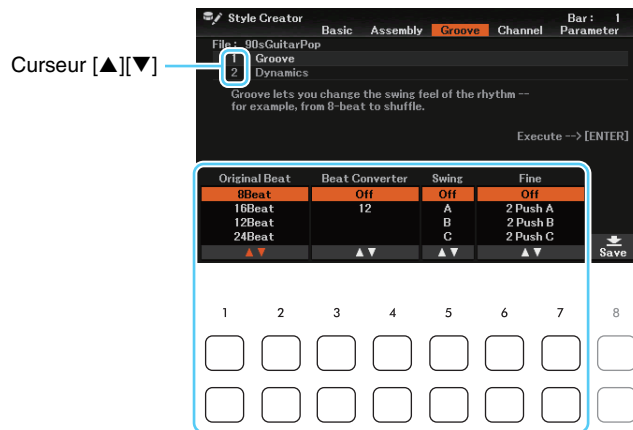 Style Creator
Bar : 1
Basic Assembly Groove Channel Parameter
File : 90sGuitarPop
1 Groove
2 Dynamics
Curseur [▲][▼]
Groove lets you change the swing feel of the rhythm --
for example, from 8-beat to shuffle.
Execute --> [ENTER]
Original Beat Beat Converter Swing Fine
8Beat Off Off Off
16Beat 12 A 2 Push A
12Beat B 2 Push B
24Beat C 2 Push C
▲ ▼ ▲ ▼ ▲ ▼ ▲ ▼ Save
1 2 3 4 5 6 7 8